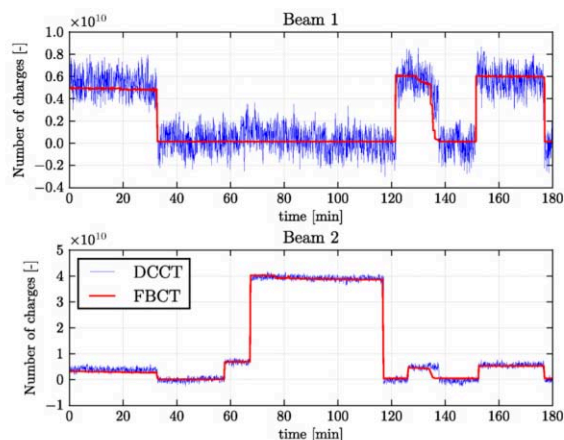 Beam 1
×10¹⁰
Number of charges [-]
1.0
0.8
0.6
0.4
0.2
0.0
−0.2
−0.4
0 20 40 60 80 100 120 140 160 180
time [min]
Beam 2
×10¹⁰
Number of charges [-]
5
4
3
2
1
0
−1
DCCT
FBCT
0 20 40 60 80 100 120 140 160 180
time [min]